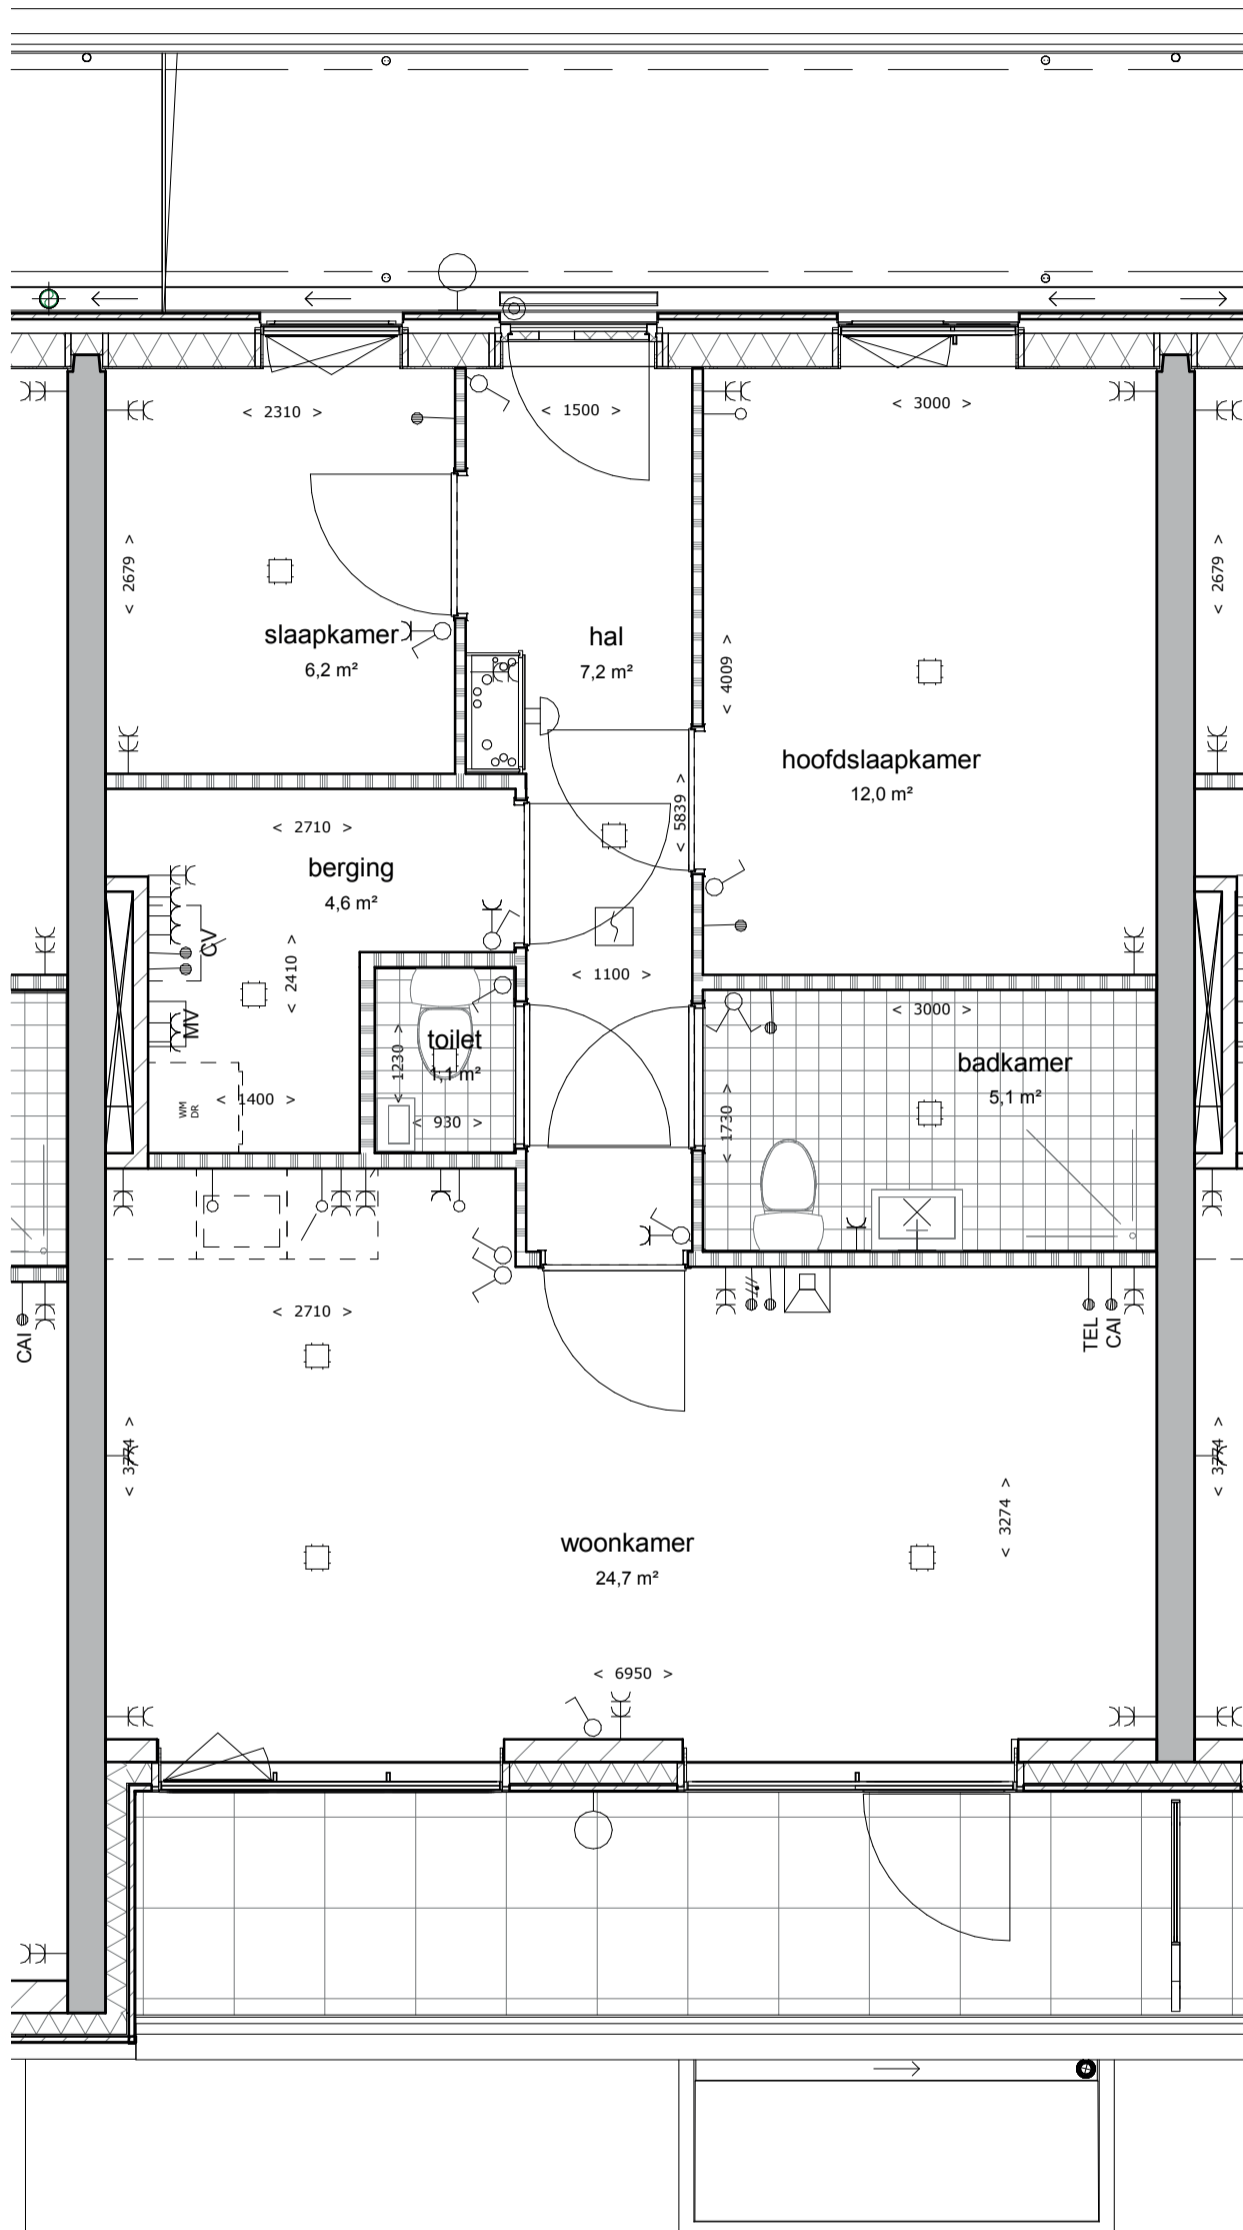 < 2310 >
< 1500 >
< 3000 >
< 2679 >
< 2679 >
slaapkamer
6,2 m²
hal
7,2 m²
< 4009 >
hoofdslaapkamer
12,0 m²
< 5839 >
< 2710 >
berging
4,6 m²
CV
< 2410 >
< 1100 >
MV
< 3000 >
toilet
1,1 m²
< 1230 >
badkamer
5,1 m²
WM
DR
< 1400 >
< 930 >
< 1730 >
< 2710 >
CAI
TEL
CAI
< 3774 >
< 3774 >
< 3274 >
woonkamer
24,7 m²
< 6950 >